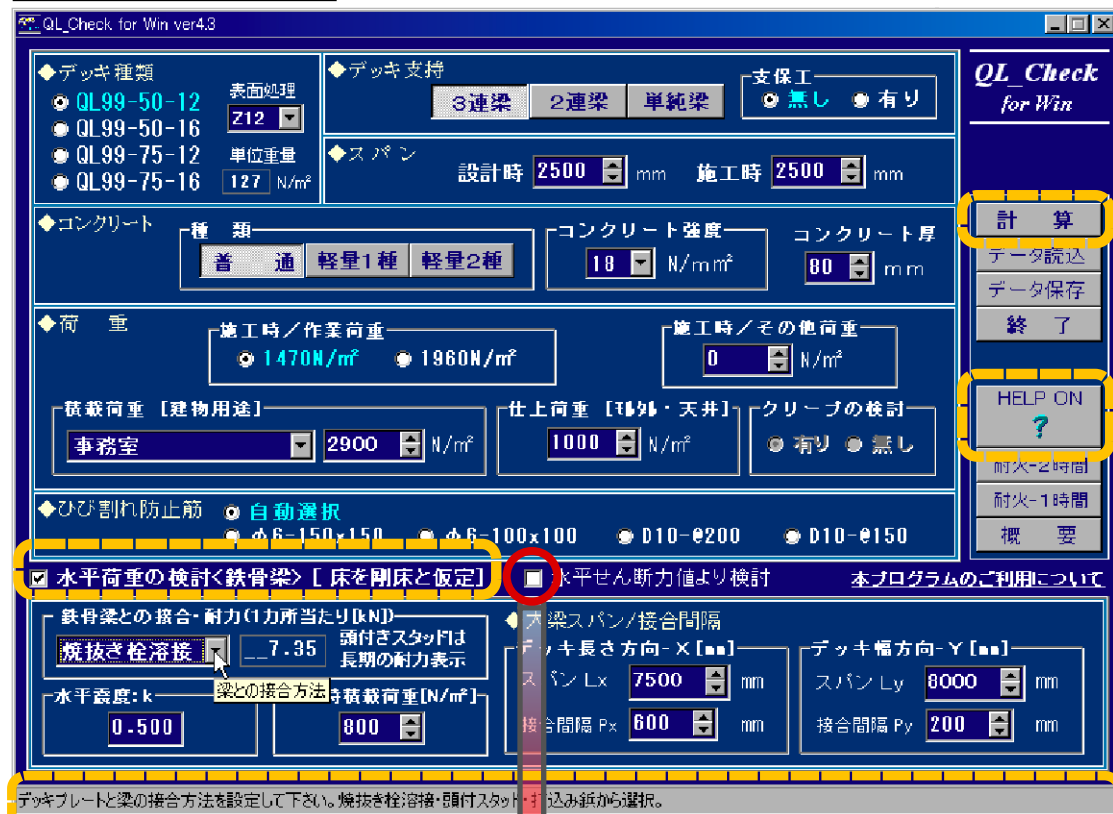 QL_Check for Win ver4.3
◆デッキ種類
QL99-50-12
QL99-50-16
QL99-75-12
QL99-75-16
表面処理
Z12
単位重量
127 N/m²
◆デッキ支持
3連梁 2連梁 単純梁
支保工
無し 有り
◆スパン
設計時 2500 mm 施工時 2500 mm
QL_Check
for Win
◆コンクリート
種 類
普 通 軽量1種 軽量2種
コンクリート強度
18 N/mm²
コンクリート厚
80 mm
計 算
データ読込
データ保存
終 了
◆荷 重
施工時/作業荷重
1470N/m² 1960N/m²
施工時/その他荷重
0 N/m²
積載荷重 [建物用途]
事務室 2900 N/m²
仕上荷重 [モルタル・天井]
1000 N/m²
クリープの検討
有り 無し
HELP ON
?
耐火-2時間
耐火-1時間
概 要
◆ひび割れ防止筋 自動選択
φ6-150x150 φ6-100x100 D10-@200 D10-@150
水平荷重の検討<鉄骨梁> [ 床を剛床と仮定] 水平せん断力値より検討 本プログラムのご利用について
鉄骨梁との接合・耐力(1カ所当たり[kN])
焼抜き栓溶接 __7.35 頭付きスタッドは
長期の耐力表示
梁との接合方法
水平震度:k
0.500
積載荷重[N/m²]
800
梁スパン/接合間隔
デッキ長さ方向-X[mm]
スパン Lx 7500 mm
接合間隔 Px 600 mm
デッキ幅方向-Y[mm]
スパン Ly 8000 mm
接合間隔 Py 200 mm
デッキプレートと梁の接合方法を設定して下さい。焼抜き栓溶接・頭付スタッド・打込み鋲から選択。